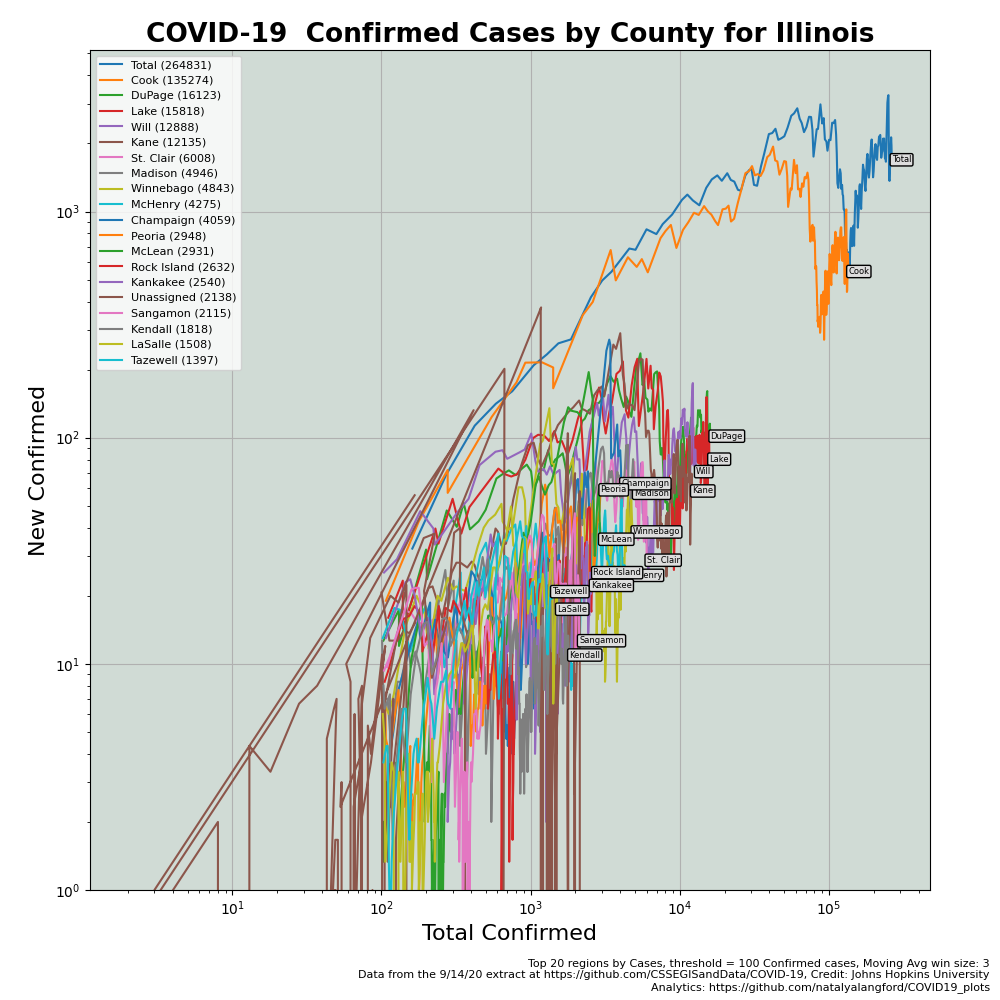 COVID-19  Confirmed Cases by County for Illinois
Total (264831)
Cook (135274)
DuPage (16123)
Lake (15818)
Will (12888)
Kane (12135)
St. Clair (6008)
Madison (4946)
Winnebago (4843)
McHenry (4275)
Champaign (4059)
Peoria (2948)
McLean (2931)
Rock Island (2632)
Kankakee (2540)
Unassigned (2138)
Sangamon (2115)
Kendall (1818)
LaSalle (1508)
Tazewell (1397)
New Confirmed
10³
10²
10¹
10⁰
Total
Cook
DuPage
Lake
Will
Kane
Champaign
Madison
Peoria
Winnebago
McLean
St. Clair
Rock Island
enry
Kankakee
Tazewell
LaSalle
Sangamon
Kendall
10¹ 10² 10³ 10⁴ 10⁵
Total Confirmed
Top 20 regions by Cases, threshold = 100 Confirmed cases, Moving Avg win size: 3
Data from the 9/14/20 extract at https://github.com/CSSEGISandData/COVID-19, Credit: Johns Hopkins University
Analytics: https://github.com/natalyalangford/COVID19_plots